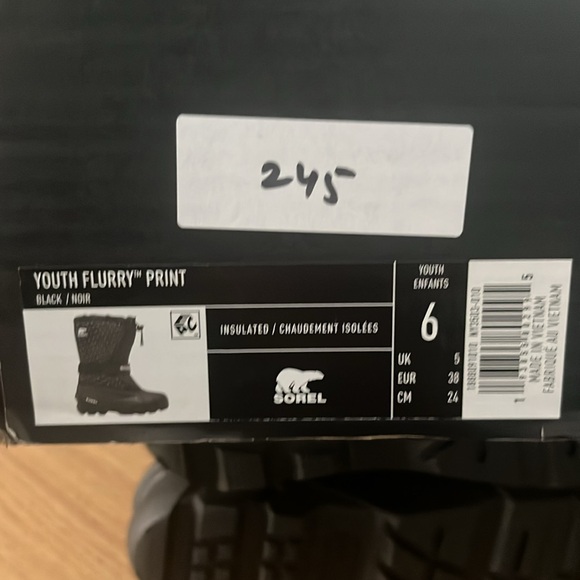 245
YOUTH FLURRY™ PRINT
BLACK / NOIR
INSULATED / CHAUDEMENT ISOLÉES
SOREL
YOUTH
ENFANTS
6
UK 5
EUR 38
CM 24
MADE IN VIETNAM
FABRIQUÉ AU VIETNAM